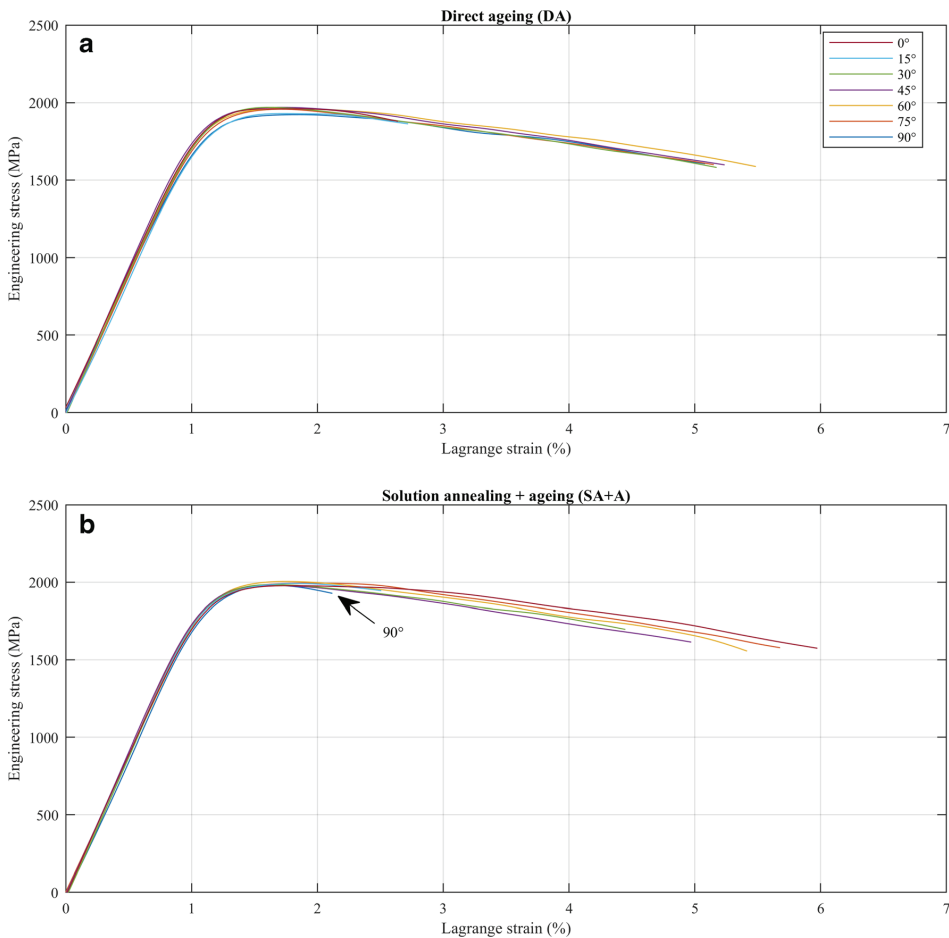 Direct ageing (DA)
a
2500
2000
1500
1000
500
0
Engineering stress (MPa)
0°
15°
30°
45°
60°
75°
90°
0 1 2 3 4 5 6 7
Lagrange strain (%)
Solution annealing + ageing (SA+A)
b
2500
2000
1500
1000
500
0
Engineering stress (MPa)
90°
0 1 2 3 4 5 6 7
Lagrange strain (%)